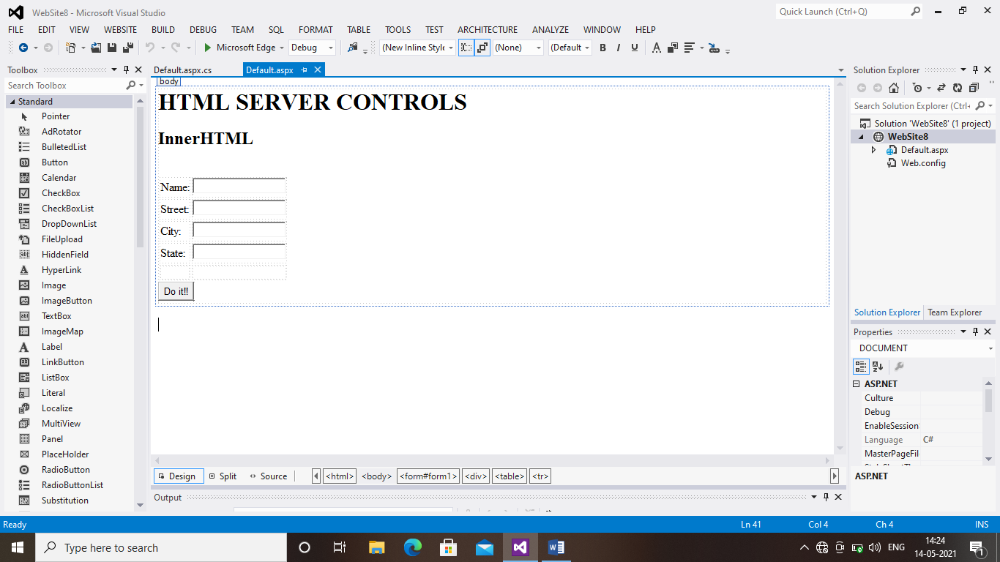 WebSite8 - Microsoft Visual Studio
Quick Launch (Ctrl+Q)
FILE EDIT VIEW WEBSITE BUILD DEBUG TEAM SQL FORMAT TABLE TOOLS TEST ARCHITECTURE ANALYZE WINDOW HELP
Microsoft Edge Debug (New Inline Style (None) (Default B I U A
Toolbox
Search Toolbox
Standard
Pointer
AdRotator
BulletedList
Button
Calendar
CheckBox
CheckBoxList
DropDownList
FileUpload
HiddenField
HyperLink
Image
ImageButton
TextBox
ImageMap
Label
LinkButton
ListBox
Literal
Localize
MultiView
Panel
PlaceHolder
RadioButton
RadioButtonList
Substitution
Default.aspx.cs Default.aspx
body
HTML SERVER CONTROLS
InnerHTML
Name:
Street:
City:
State:
Do it!!
Design Split Source <html> <body> <form#form1> <div> <table> <tr>
Output
Solution Explorer
Search Solution Explorer (Ctrl+
Solution 'WebSite8' (1 project)
WebSite8
Default.aspx
Web.config
Solution Explorer Team Explorer
Properties
DOCUMENT
ASP.NET
Culture
Debug
EnableSession
Language C#
MasterPageFil
ASP.NET
Ready Ln 41 Col 4 Ch 4 INS
Type here to search
ENG
14:24
14-05-2021
1